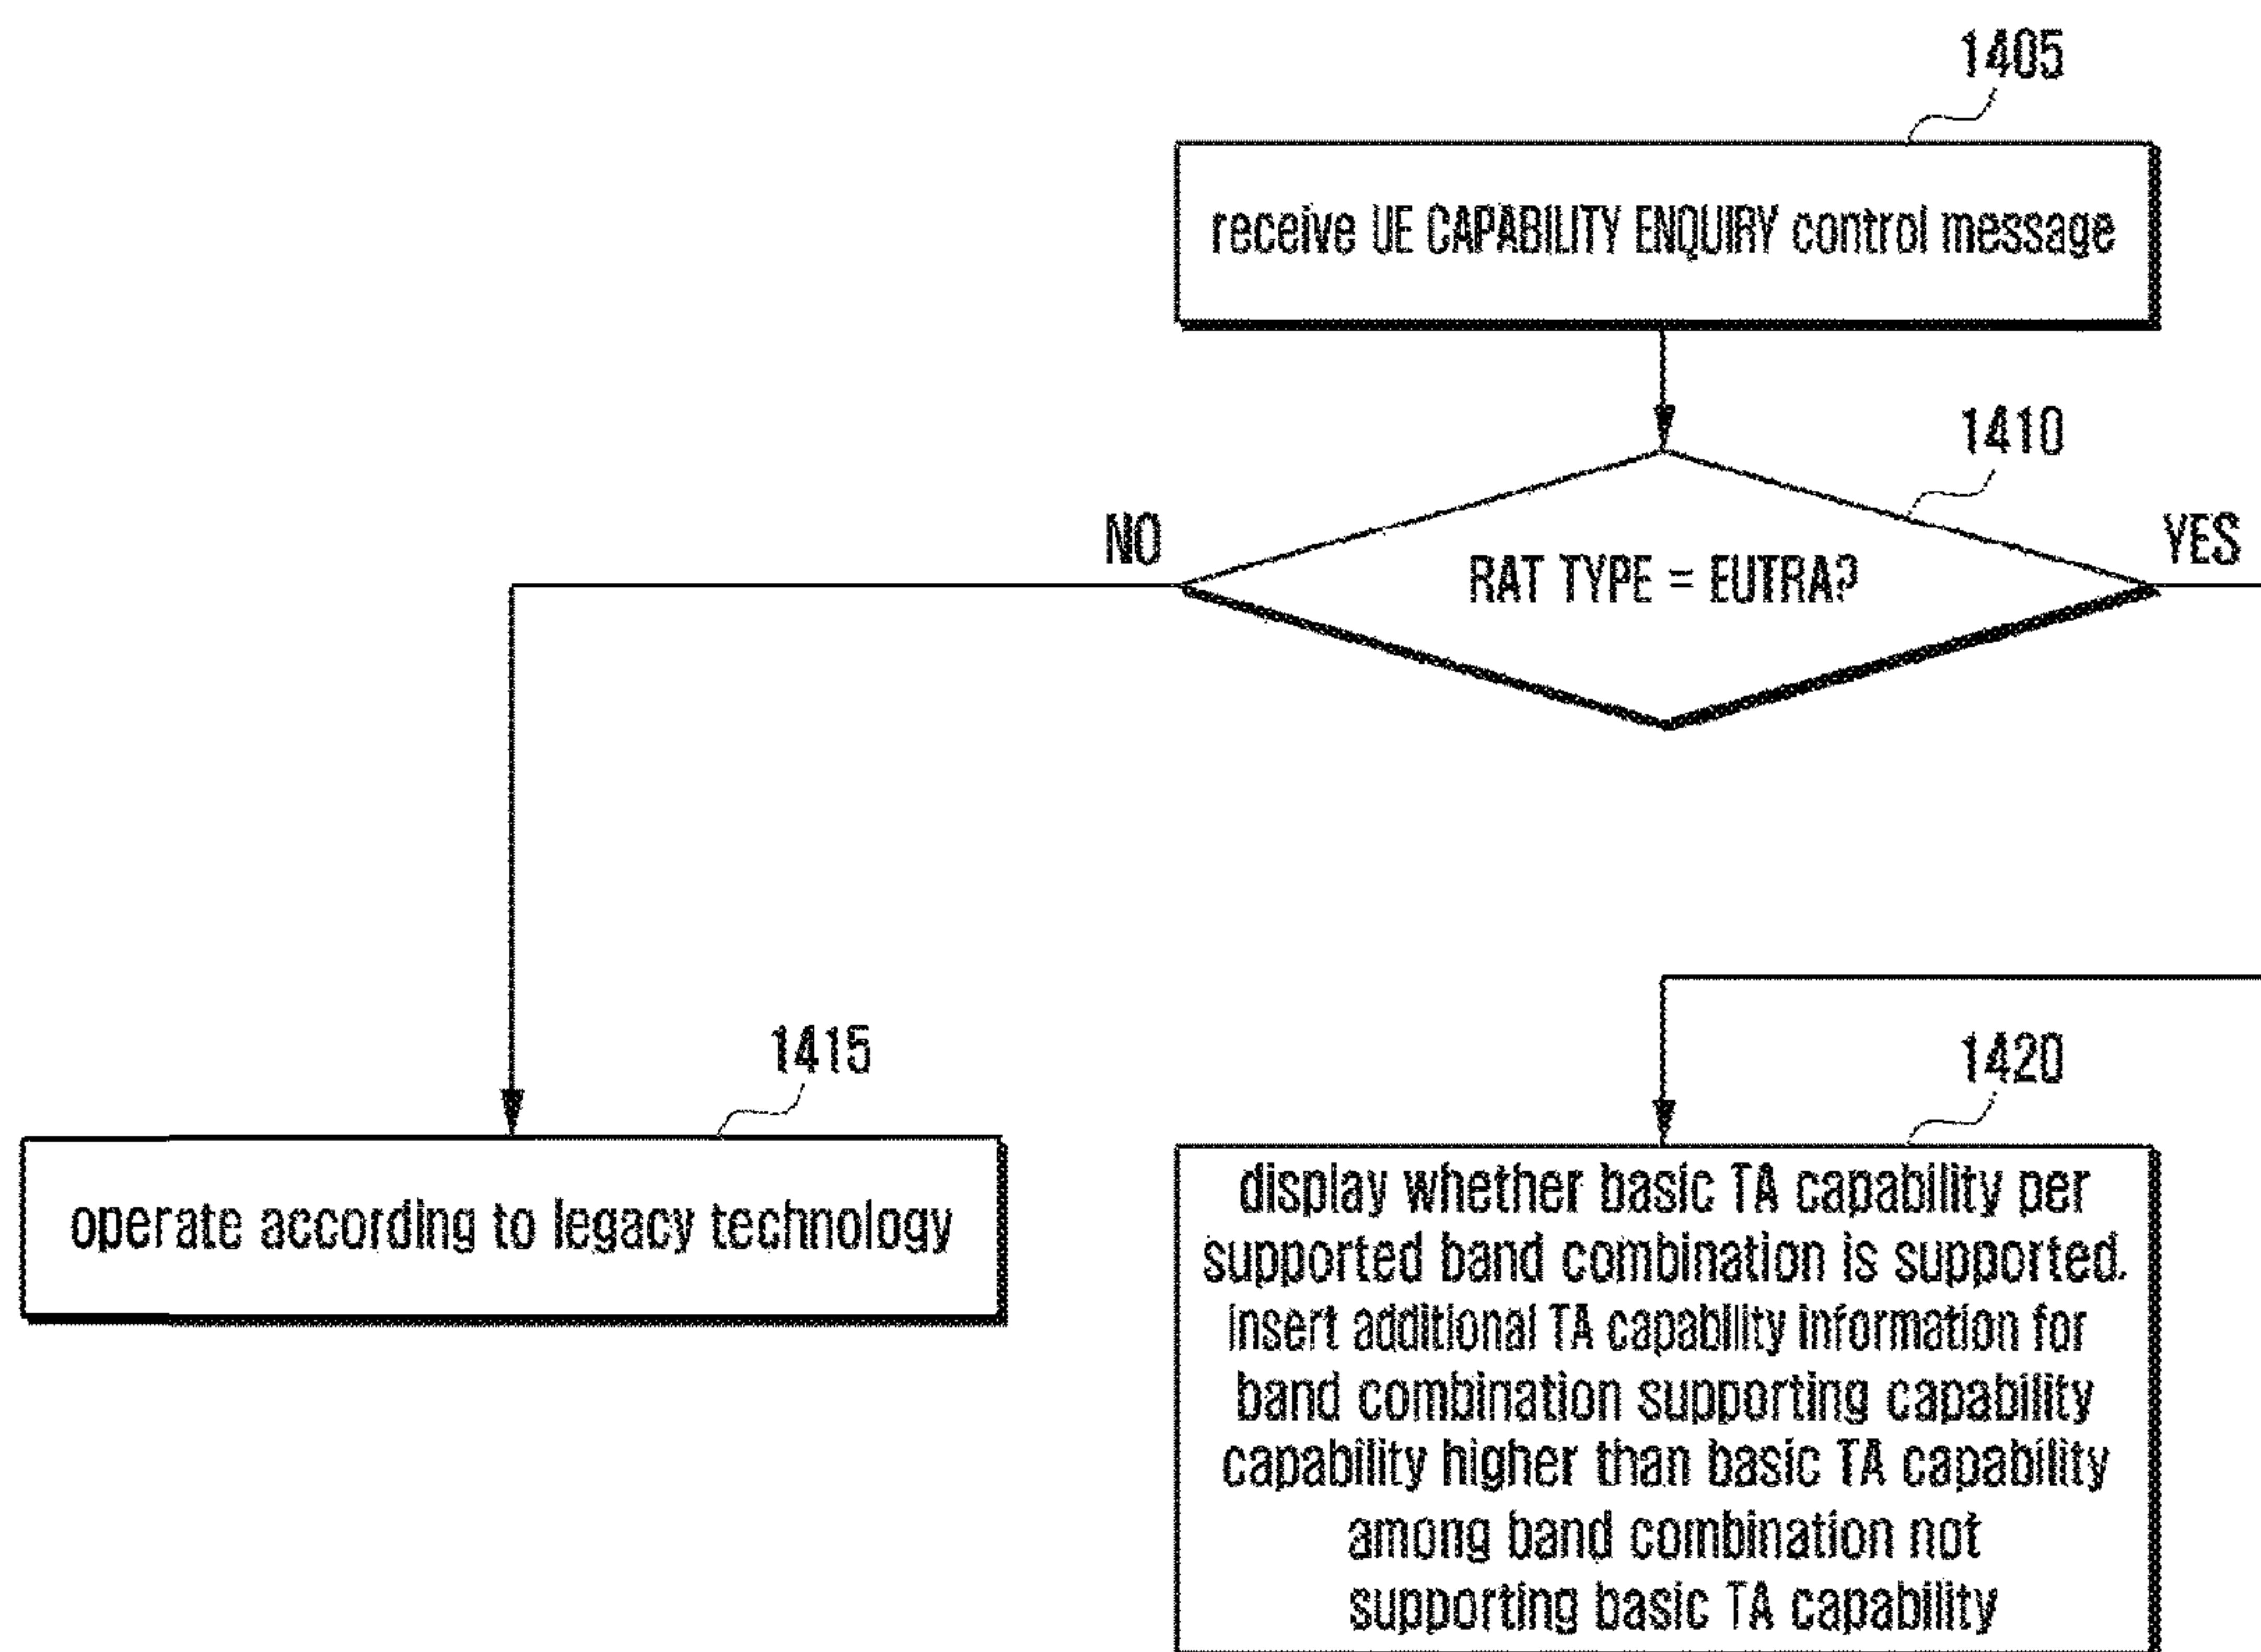 1405
receive UE CAPABILITY ENQUIRY control message
1410
NO
YES
RAT TYPE = EUTRA?
1415
operate according to legacy technology
1420
display whether basic TA capability per
supported band combination is supported.
insert additional TA capability information for
band combination supporting capability
capability higher than basic TA capability
among band combination not
supporting basic TA capability